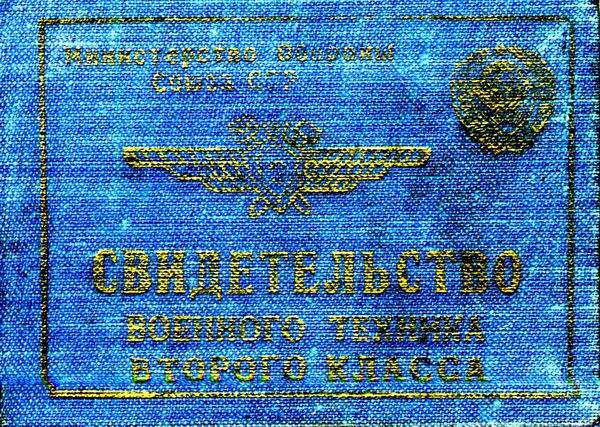 Министерство Обороны
Союза ССР
СВИДЕТЕЛЬСТВО
ВОЕННОГО ТЕХНИКА
ВТОРОГО КЛАССА